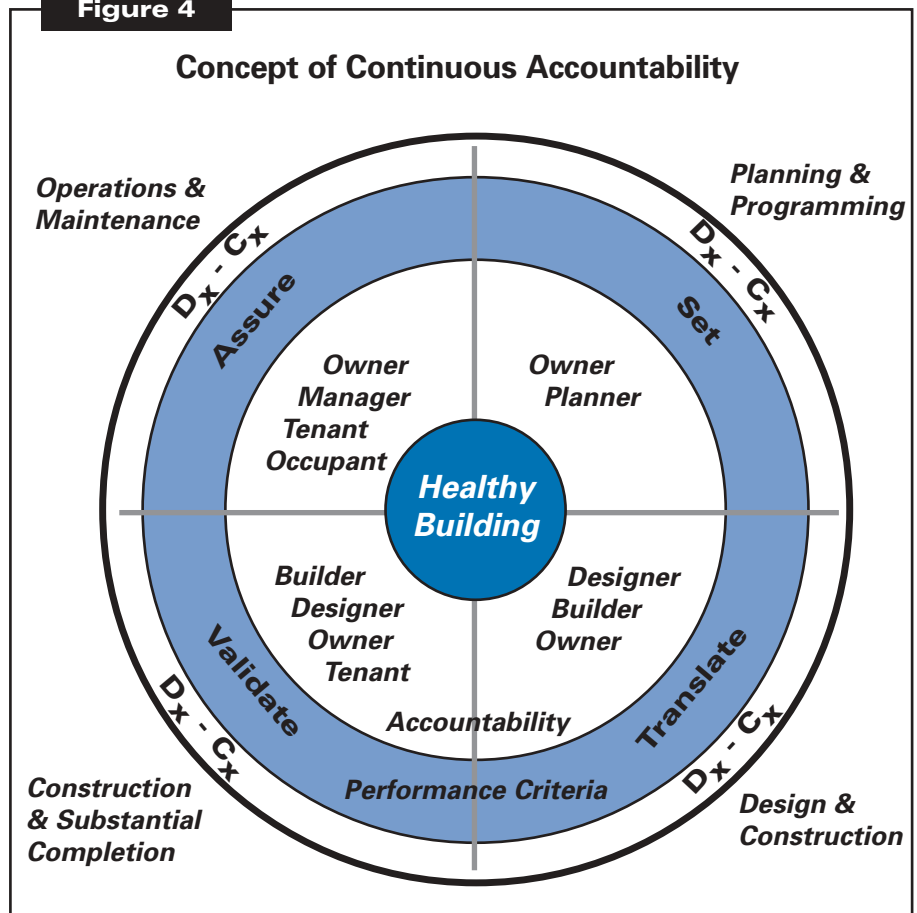 Figure 4
Concept of Continuous Accountability
Operations &
Maintenance
Planning &
Programming
Dx - Cx
Assure
Dx - Cx
Set
Owner
Manager
Tenant
Occupant
Owner
Planner
Healthy
Building
Builder
Designer
Owner
Tenant
Designer
Builder
Owner
Validate
Dx - Cx
Translate
Dx - Cx
Accountability
Performance Criteria
Construction
& Substantial
Completion
Design &
Construction